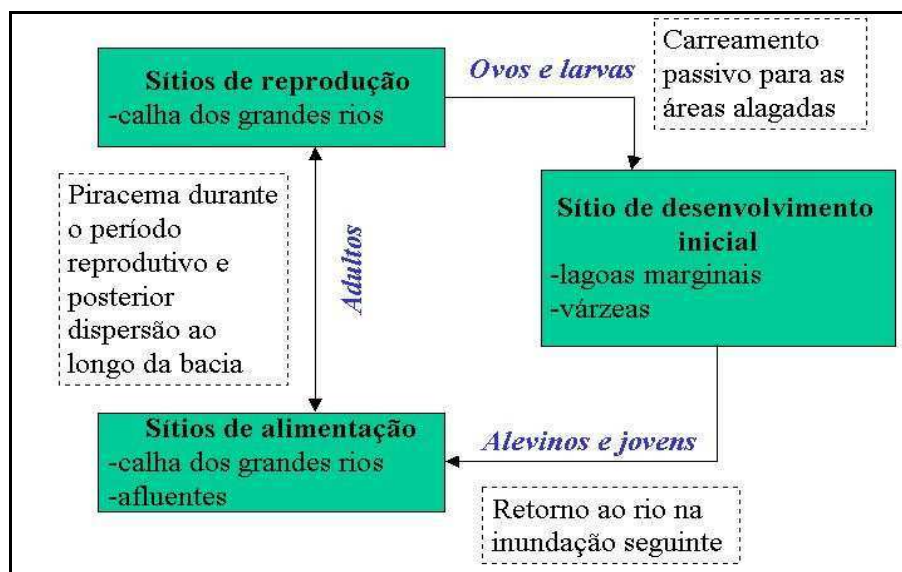 Sítios de reprodução
-calha dos grandes rios
Ovos e larvas
Carreamento
passivo para as
áreas alagadas
Piracema durante
o período
reprodutivo e
posterior
dispersão ao
longo da bacia
Adultos
Sítio de desenvolvimento
inicial
-lagoas marginais
-várzeas
Sítios de alimentação
-calha dos grandes rios
-afluentes
Alevinos e jovens
Retorno ao rio na
inundação seguinte